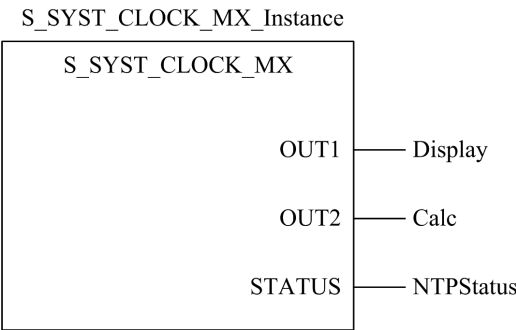 S_SYST_CLOCK_MX_Instance
S_SYST_CLOCK_MX
OUT1 Display
OUT2 Calc
STATUS NTPStatus